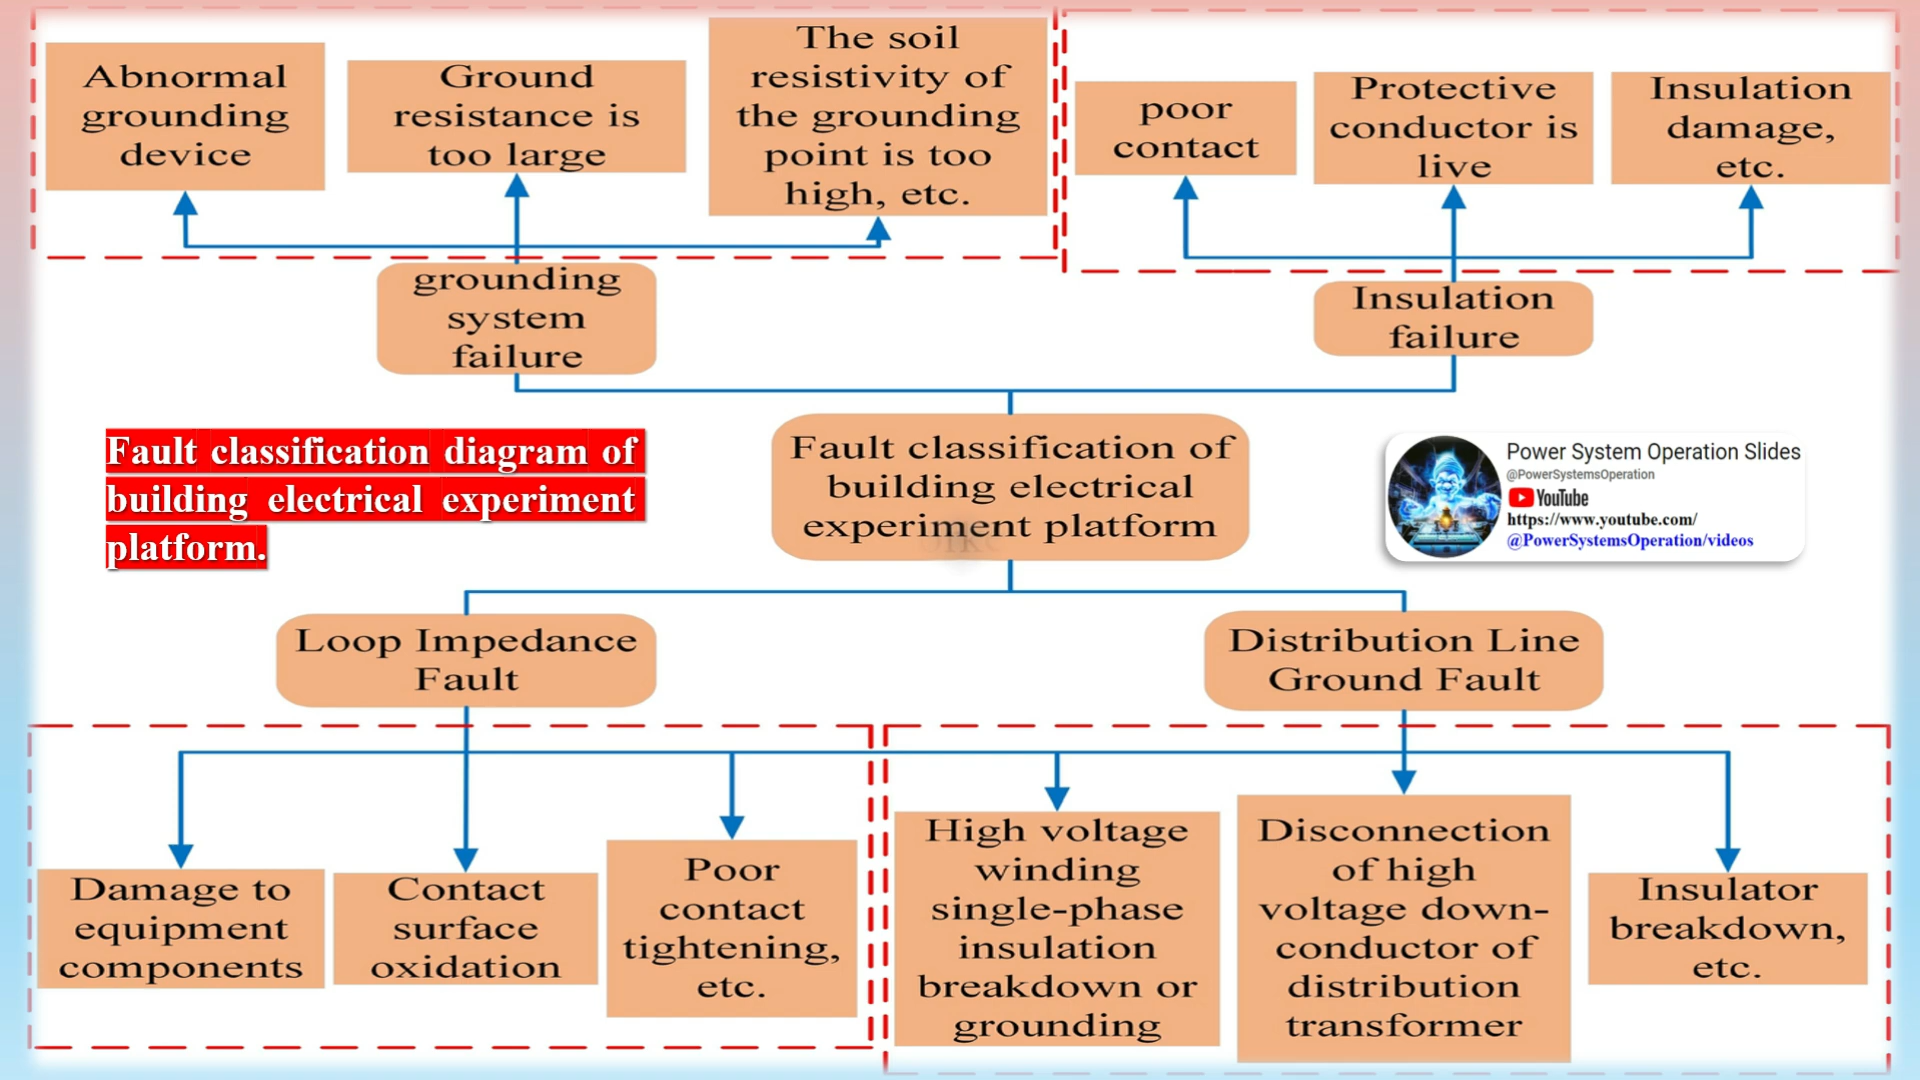 Abnormal
grounding
device
Ground
resistance is
too large
The soil
resistivity of
the grounding
point is too
high, etc.
poor
contact
Protective
conductor is
live
Insulation
damage,
etc.
grounding
system
failure
Insulation
failure
Fault classification diagram of
building electrical experiment
platform.
Fault classification of
building electrical
experiment platform
Power System Operation Slides
@PowerSystemsOperation
YouTube
https://www.youtube.com/
@PowerSystemsOperation/videos
Loop Impedance
Fault
Distribution Line
Ground Fault
Damage to
equipment
components
Contact
surface
oxidation
Poor
contact
tightening,
etc.
High voltage
winding
single-phase
insulation
breakdown or
grounding
Disconnection
of high
voltage down-
conductor of
distribution
transformer
Insulator
breakdown,
etc.